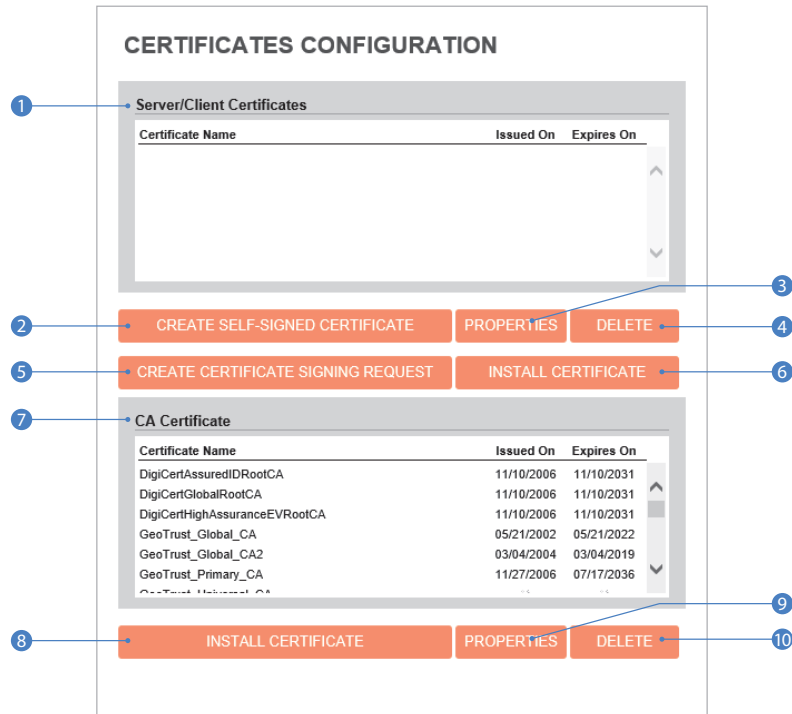 CERTIFICATES CONFIGURATION
1 Server/Client Certificates
Certificate Name Issued On Expires On
3
2 CREATE SELF-SIGNED CERTIFICATE PROPERTIES DELETE 4
5 CREATE CERTIFICATE SIGNING REQUEST INSTALL CERTIFICATE 6
7 CA Certificate
Certificate Name Issued On Expires On
DigiCertAssuredIDRootCA 11/10/2006 11/10/2031
DigiCertGlobalRootCA 11/10/2006 11/10/2031
DigiCertHighAssuranceEVRootCA 11/10/2006 11/10/2031
GeoTrust_Global_CA 05/21/2002 05/21/2022
GeoTrust_Global_CA2 03/04/2004 03/04/2019
GeoTrust_Primary_CA 11/27/2006 07/17/2036
9
8 INSTALL CERTIFICATE PROPERTIES DELETE 10